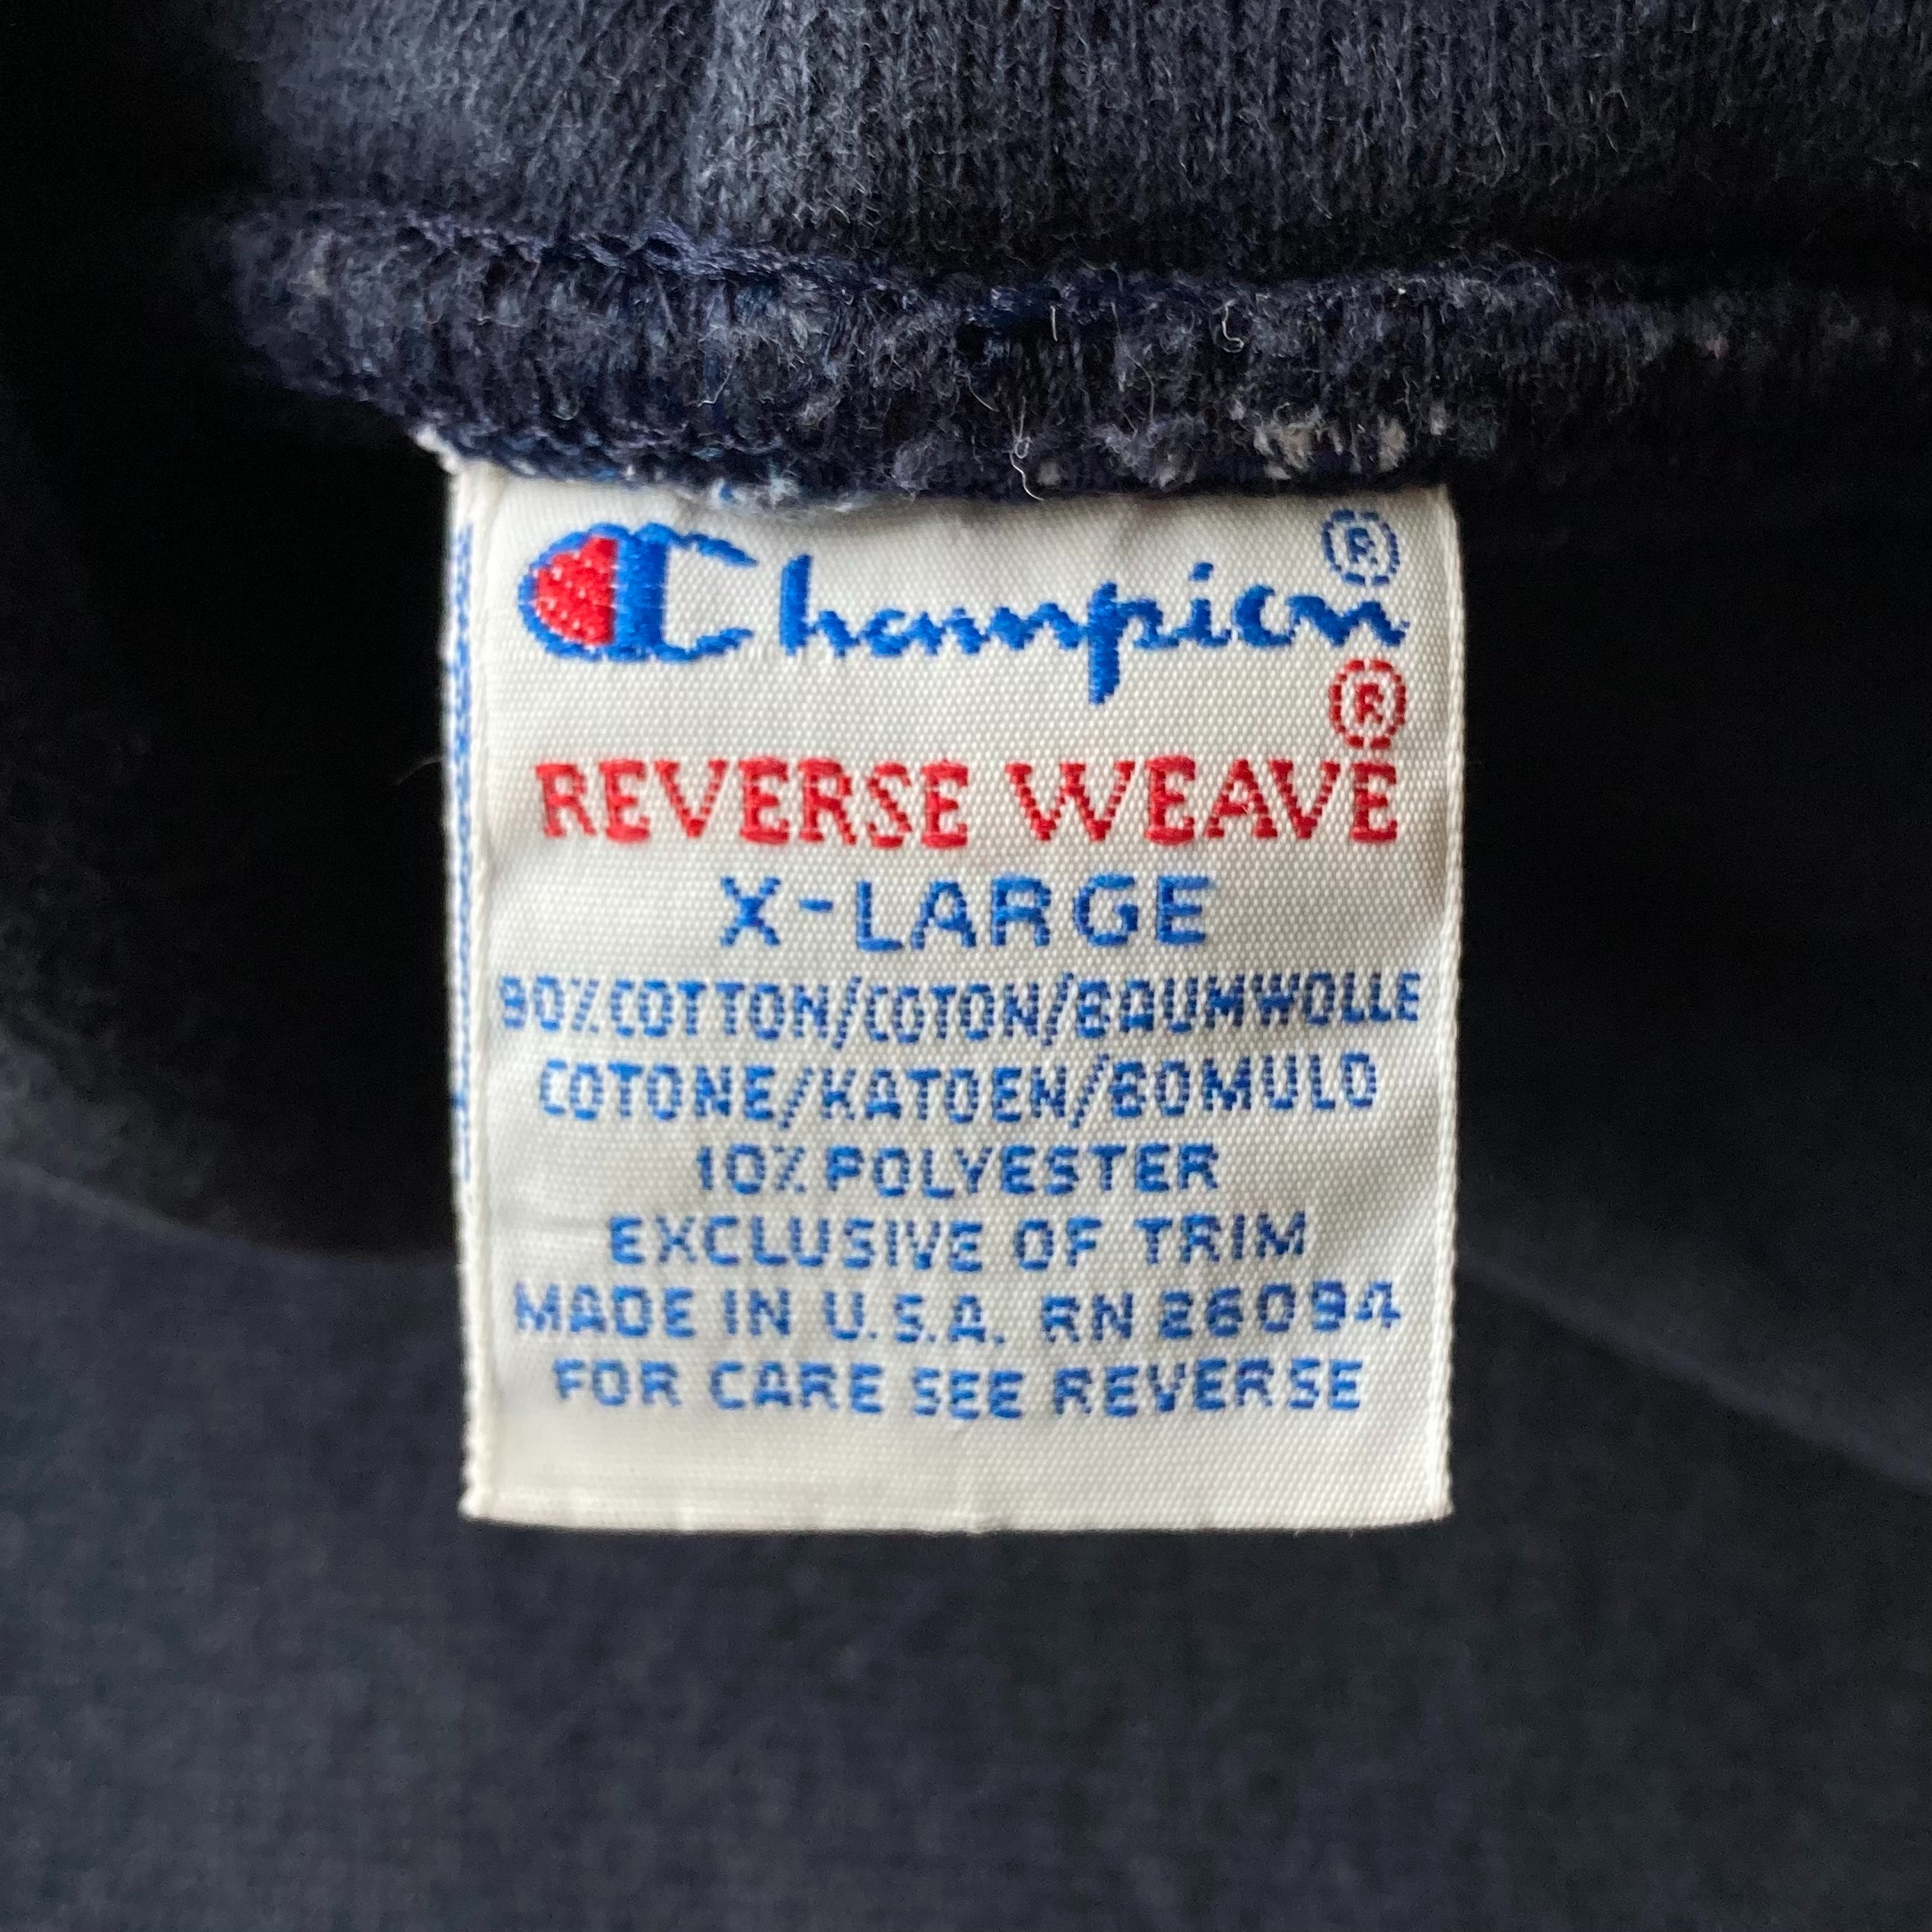 Champion®
REVERSE WEAVE®
X-LARGE
90% COTTON/COTON/BAUMWOLLE
COTONE/KATOEN/BOMULD
10% POLYESTER
EXCLUSIVE OF TRIM
MADE IN U.S.A. RN 26094
FOR CARE SEE REVERSE